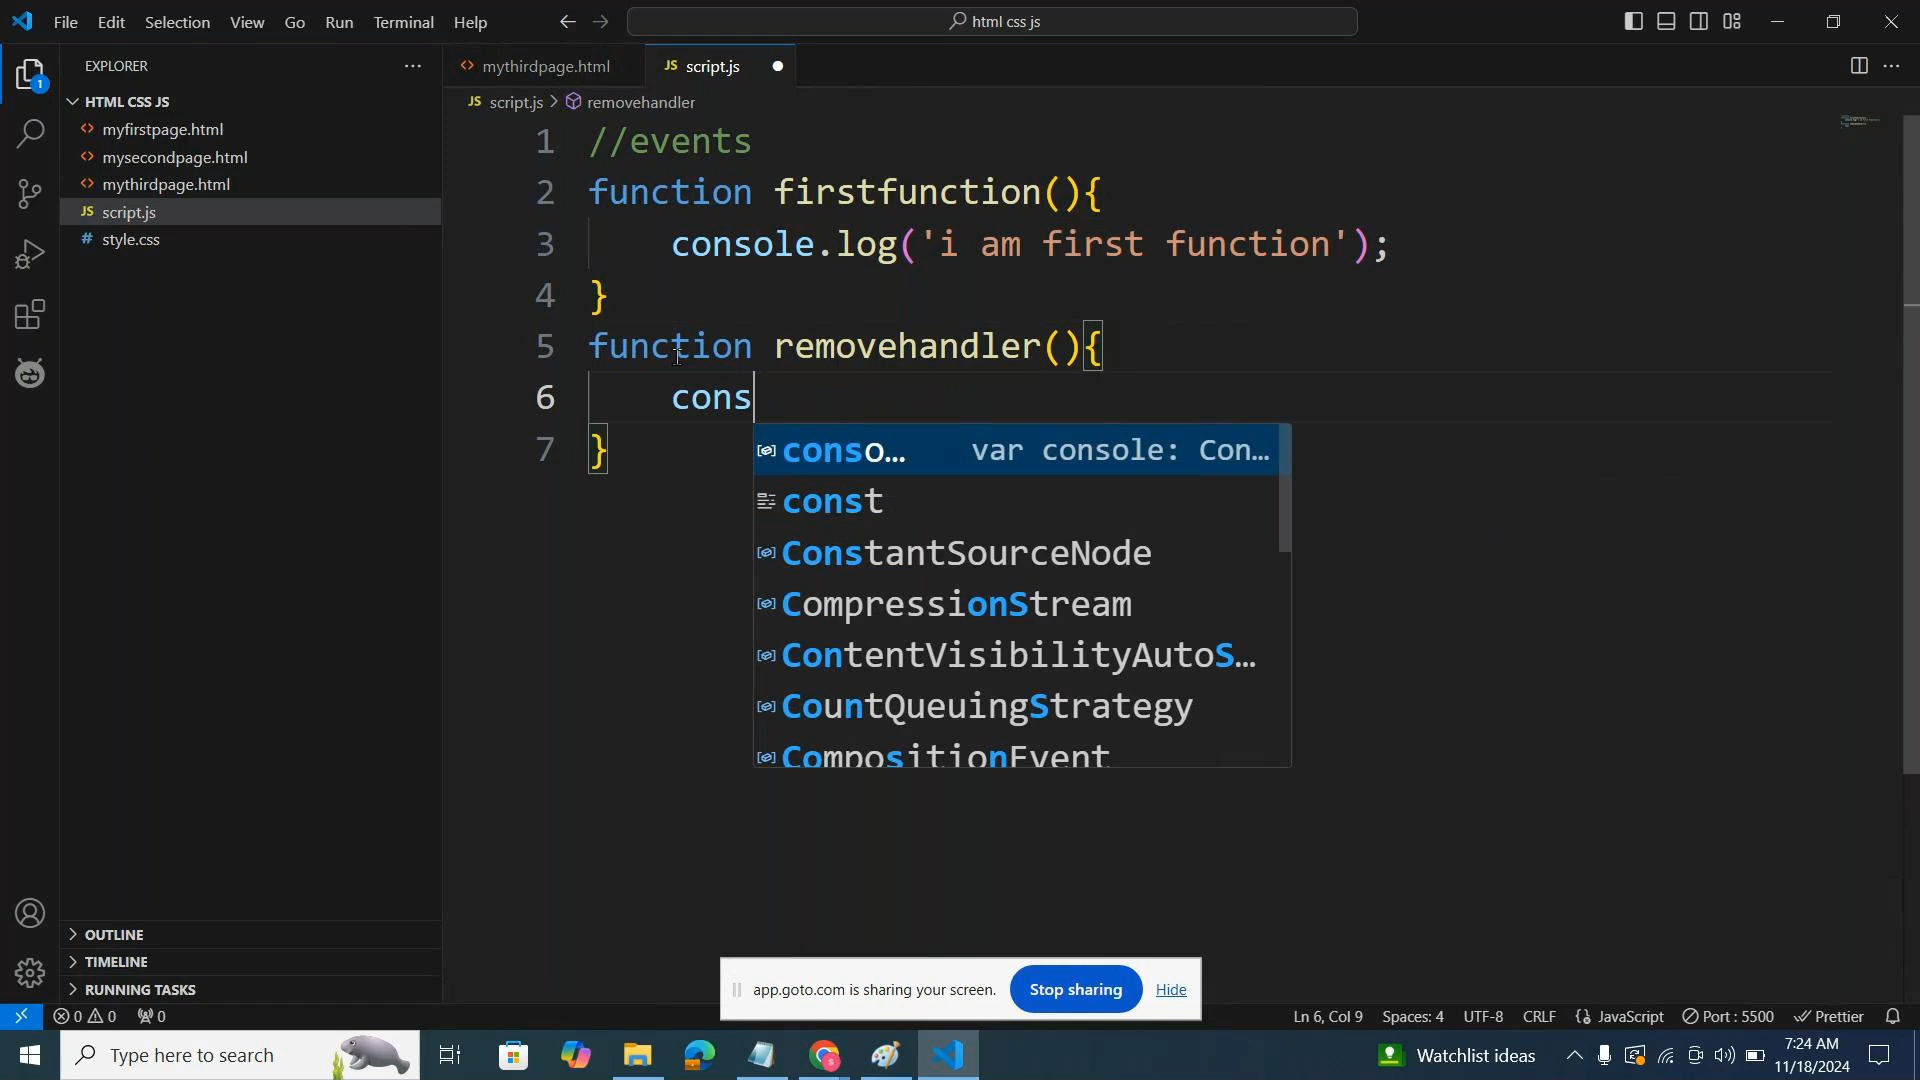 File Edit Selection View Go Run Terminal Help
html css js
EXPLORER
1
HTML CSS JS
myfirstpage.html
mysecondpage.html
mythirdpage.html
JS script.js
# style.css
mythirdpage.html
JS script.js
JS script.js > removehandler
1 //events
2 function firstfunction(){
3 console.log('i am first function');
4 }
5 function removehandler(){
6 cons
7 }
conso… var console: Con…
const
ConstantSourceNode
CompressionStream
ContentVisibilityAutoS…
CountQueuingStrategy
CompositionEvent
OUTLINE
TIMELINE
RUNNING TASKS
app.goto.com is sharing your screen. Stop sharing Hide
0 0 0
Ln 6, Col 9 Spaces: 4 UTF-8 CRLF {} JavaScript Port : 5500 Prettier
Type here to search
Watchlist ideas
7:24 AM
11/18/2024